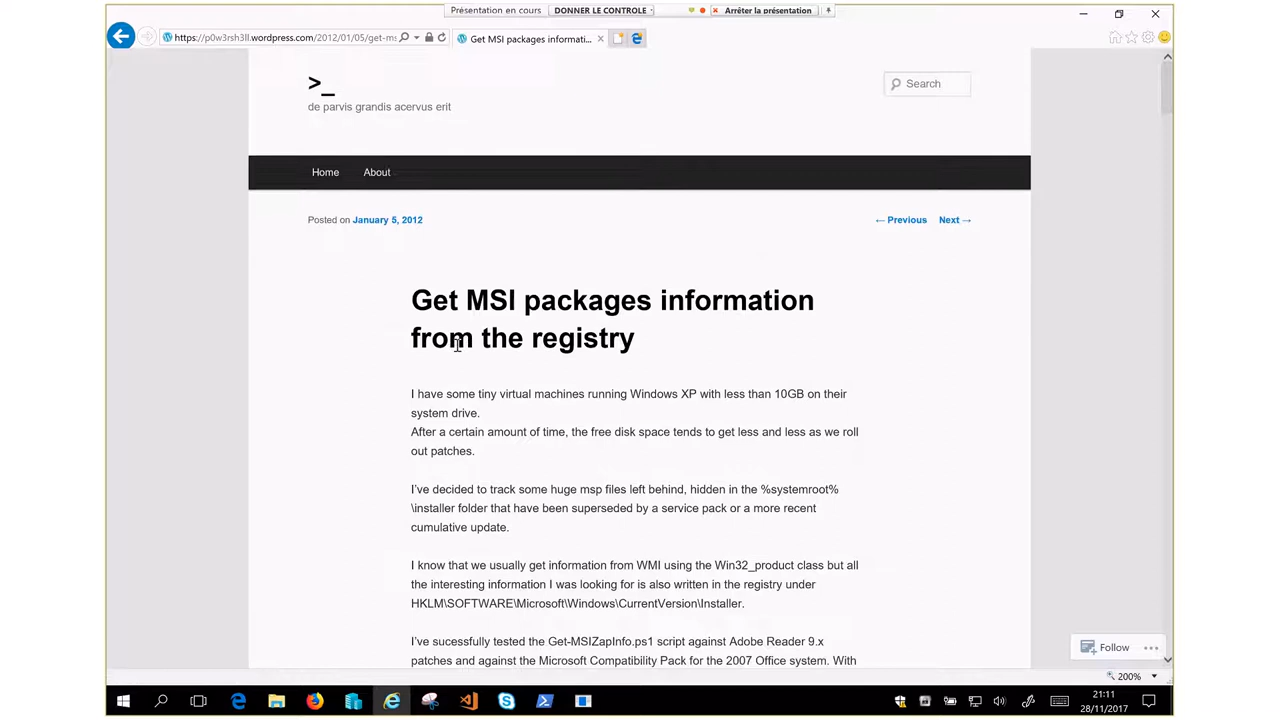 Présentation en cours
DONNER LE CONTROLE
Arrêter la présentation
https://p0w3rsh3ll.wordpress.com/2012/01/05/get-ms
Get MSI packages informati...
>_
de parvis grandis acervus erit
Search
Home
About
Posted on January 5, 2012
← Previous
Next →
Get MSI packages information
from the registry
I have some tiny virtual machines running Windows XP with less than 10GB on their
system drive.
After a certain amount of time, the free disk space tends to get less and less as we roll
out patches.
I've decided to track some huge msp files left behind, hidden in the %systemroot%
\installer folder that have been superseded by a service pack or a more recent
cumulative update.
I know that we usually get information from WMI using the Win32_product class but all
the interesting information I was looking for is also written in the registry under
HKLM\SOFTWARE\Microsoft\Windows\CurrentVersion\Installer.
I've sucessfully tested the Get-MSIZapInfo.ps1 script against Adobe Reader 9.x
patches and against the Microsoft Compatibility Pack for the 2007 Office system. With
Follow
200%
21:11
28/11/2017